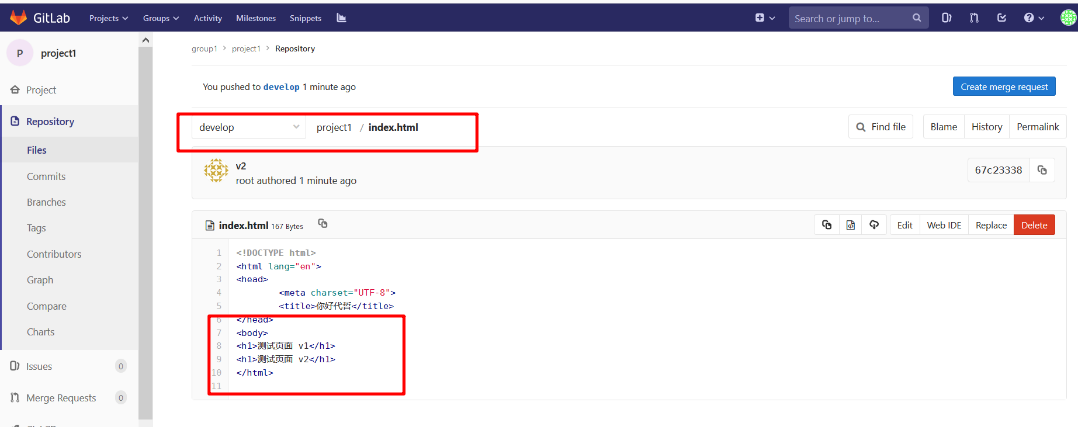 GitLab Projects Groups Activity Milestones Snippets Search or jump to...
P project1
group1 > project1 > Repository
Project
You pushed to develop 1 minute ago Create merge request
Repository
develop project1 / index.html Find file Blame History Permalink
Files
Commits
v2 67c23338
root authored 1 minute ago
Branches
Tags
index.html 167 Bytes Edit Web IDE Replace Delete
Contributors
Graph
Compare
Charts
Issues 0
Merge Requests 0
1 <!DOCTYPE html>
2 <html lang="en">
3 <head>
4 <meta charset="UTF-8">
5 <title>你好代哲</title>
6 </head>
7 <body>
8 <h1>测试页面 v1</h1>
9 <h1>测试页面 v2</h1>
10 </html>
11